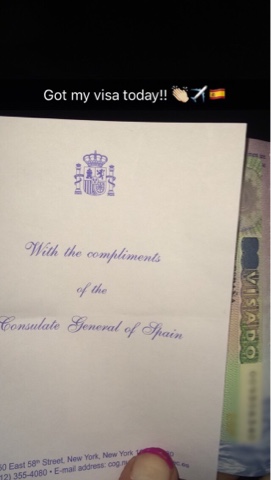 Got my visa today!! 👏🏻✈️🇪🇸
With the compliments
of the
Consulate General of Spain
East 58th Street, New York, New York
355-4080 • E-mail address:
VISADO